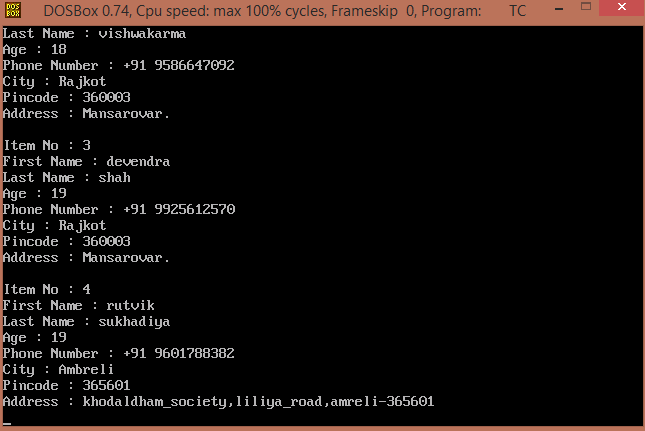 DOSBox 0.74, Cpu speed: max 100% cycles, Frameskip 0, Program: TC
Last Name : vishwakarma
Age : 18
Phone Number : +91 9586647092
City : Rajkot
Pincode : 360003
Address : Mansarovar.
Item No : 3
First Name : devendra
Last Name : shah
Age : 19
Phone Number : +91 9925612570
City : Rajkot
Pincode : 360003
Address : Mansarovar.
Item No : 4
First Name : rutvik
Last Name : sukhadiya
Age : 19
Phone Number : +91 9601788382
City : Ambreli
Pincode : 365601
Address : khodaldham_society,liliya_road,amreli-365601